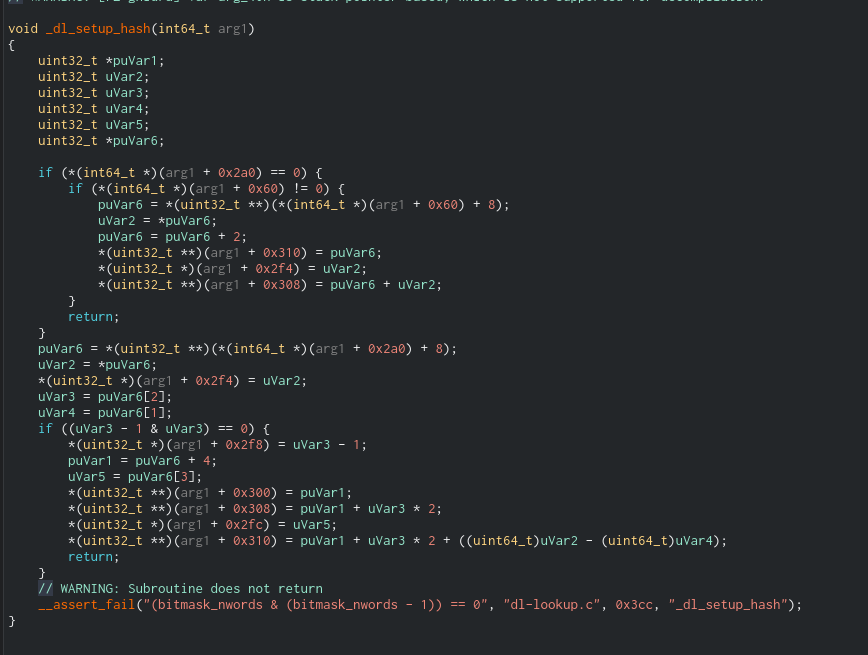 void _dl_setup_hash(int64_t arg1)
{
    uint32_t *puVar1;
    uint32_t uVar2;
    uint32_t uVar3;
    uint32_t uVar4;
    uint32_t uVar5;
    uint32_t *puVar6;

    if (*(int64_t *)(arg1 + 0x2a0) == 0) {
        if (*(int64_t *)(arg1 + 0x60) != 0) {
            puVar6 = *(uint32_t **)(*(int64_t *)(arg1 + 0x60) + 8);
            uVar2 = *puVar6;
            puVar6 = puVar6 + 2;
            *(uint32_t **)(arg1 + 0x310) = puVar6;
            *(uint32_t *)(arg1 + 0x2f4) = uVar2;
            *(uint32_t **)(arg1 + 0x308) = puVar6 + uVar2;
        }
        return;
    }
    puVar6 = *(uint32_t **)(*(int64_t *)(arg1 + 0x2a0) + 8);
    uVar2 = *puVar6;
    *(uint32_t *)(arg1 + 0x2f4) = uVar2;
    uVar3 = puVar6[2];
    uVar4 = puVar6[1];
    if ((uVar3 - 1 & uVar3) == 0) {
        *(uint32_t *)(arg1 + 0x2f8) = uVar3 - 1;
        puVar1 = puVar6 + 4;
        uVar5 = puVar6[3];
        *(uint32_t **)(arg1 + 0x300) = puVar1;
        *(uint32_t **)(arg1 + 0x308) = puVar1 + uVar3 * 2;
        *(uint32_t *)(arg1 + 0x2fc) = uVar5;
        *(uint32_t **)(arg1 + 0x310) = puVar1 + uVar3 * 2 + ((uint64_t)uVar2 - (uint64_t)uVar4);
        return;
    }
    // WARNING: Subroutine does not return
    __assert_fail("(bitmask_nwords & (bitmask_nwords - 1)) == 0", "dl-lookup.c", 0x3cc, "_dl_setup_hash");
}